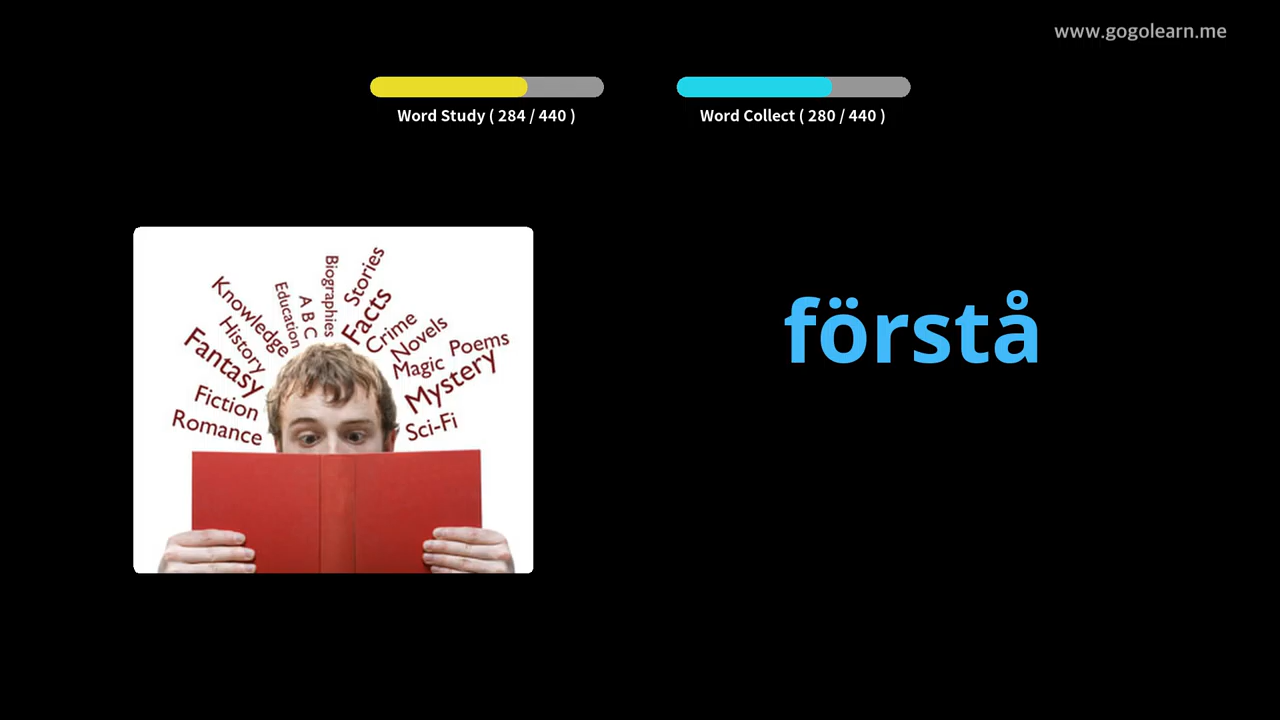 www.gogolearn.me
Word Study ( 284 / 440 )
Word Collect ( 280 / 440 )
förstå
Biographies
Stories
Education
A B C
Facts
Knowledge
History
Crime
Novels
Poems
Fantasy
Magic
Mystery
Fiction
Romance
Sci-Fi